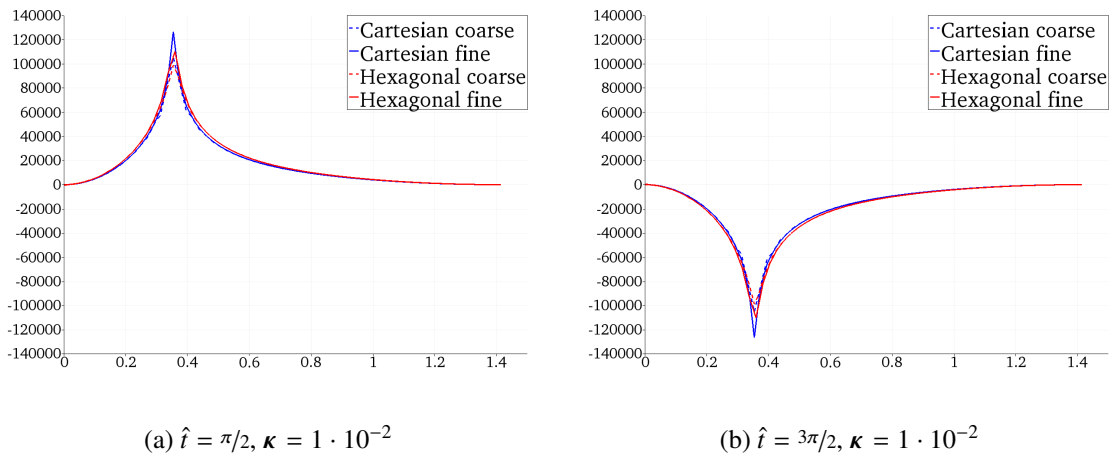 140000
120000
100000
80000
60000
40000
20000
0
-20000
-40000
-60000
-80000
-100000
-120000
-140000
0 0.2 0.4 0.6 0.8 1 1.2 1.4
Cartesian coarse
Cartesian fine
Hexagonal coarse
Hexagonal fine
(a) t̂ = π/2, κ = 1 · 10⁻²
140000
120000
100000
80000
60000
40000
20000
0
-20000
-40000
-60000
-80000
-100000
-120000
-140000
0 0.2 0.4 0.6 0.8 1 1.2 1.4
Cartesian coarse
Cartesian fine
Hexagonal coarse
Hexagonal fine
(b) t̂ = 3π/2, κ = 1 · 10⁻²